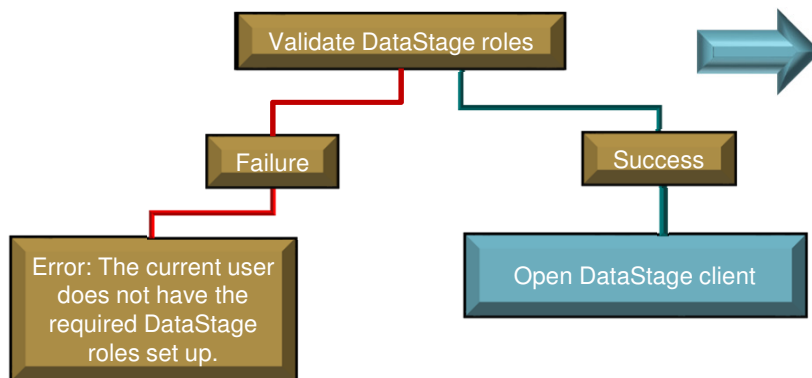 Validate DataStage roles
Failure
Success
Error: The current user
does not have the
required DataStage
roles set up.
Open DataStage client